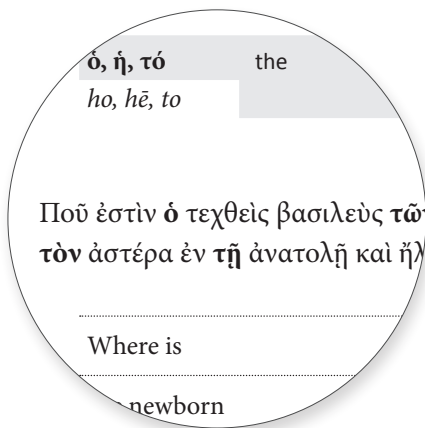 ὁ, ἡ, τό the
ho, hē, to
Ποῦ ἐστὶν ὁ τεχθεὶς βασιλεὺς
τὸν ἀστέρα ἐν τῇ ἀνατολῇ καὶ
Where is
newborn